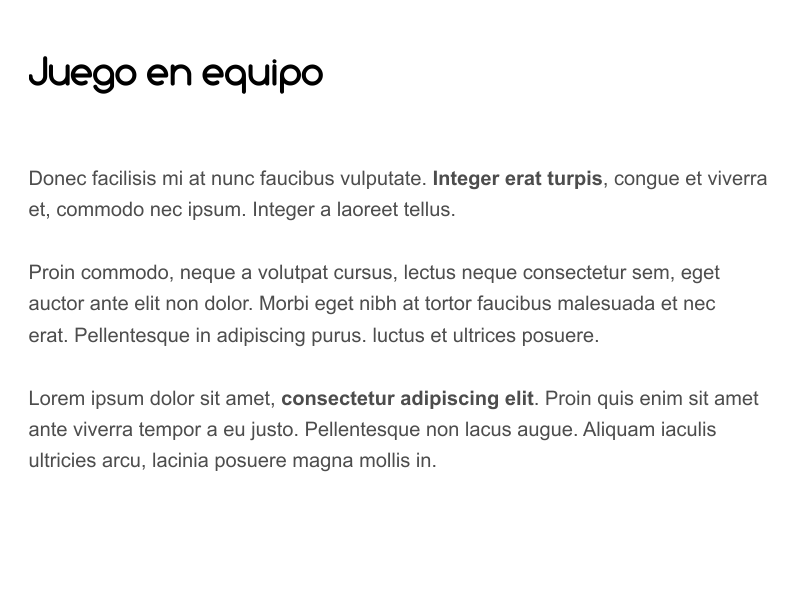 Juego en equipo
Donec facilisis mi at nunc faucibus vulputate. Integer erat turpis, congue et viverra
et, commodo nec ipsum. Integer a laoreet tellus.
Proin commodo, neque a volutpat cursus, lectus neque consectetur sem, eget
auctor ante elit non dolor. Morbi eget nibh at tortor faucibus malesuada et nec
erat. Pellentesque in adipiscing purus. luctus et ultrices posuere.
Lorem ipsum dolor sit amet, consectetur adipiscing elit. Proin quis enim sit amet
ante viverra tempor a eu justo. Pellentesque non lacus augue. Aliquam iaculis
ultricies arcu, lacinia posuere magna mollis in.